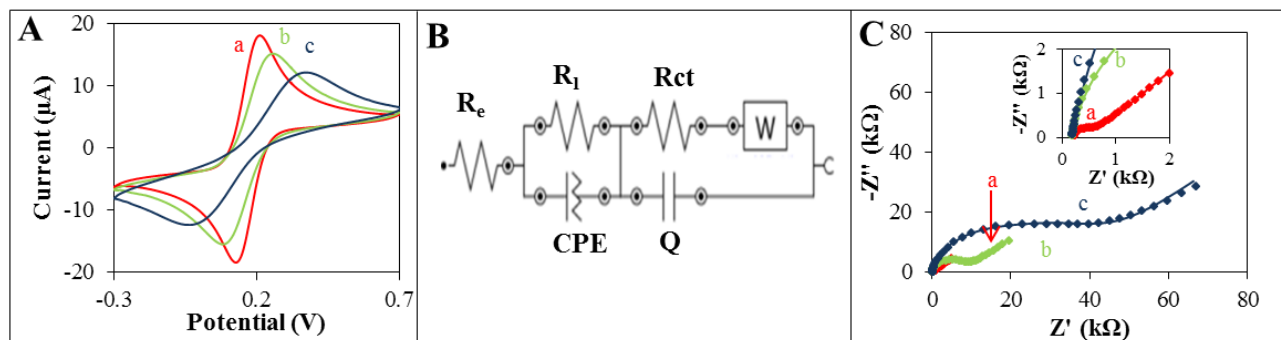 A
Current (µA)
20
10
0
-10
-20
-0.3
0.2
0.7
Potential (V)
a
b
c
B
Re
Rl
Rct
W
CPE
Q
C
-Z'' (kΩ)
80
60
40
20
0
0
20
40
60
80
Z' (kΩ)
a
b
c
-Z'' (kΩ)
2
1
0
0
1
2
Z' (kΩ)
c
b
a